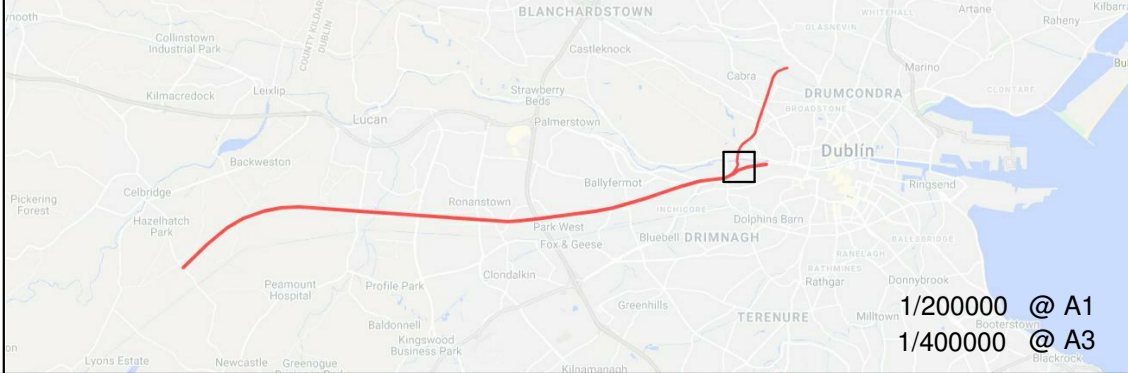 BLANCHARDSTOWN
WHITEHALL
Artane
Kilbarra
Raheny
GLASNEVIN
Collinstown
Industrial Park
COUNTY KILDARE
DUBLIN
Castleknock
Marino
Cabra
Leixlip
Kilmacredock
Strawberry
Beds
DRUMCONDRA
CLONTARF
BROADSTONE
Lucan
Palmerstown
Dublin
Backweston
Celbridge
Ballyfermot
Ringsend
Pickering
Forest
Ronanstown
Hazelhatch
Park
INCHICORE
Dolphins Barn
Park West
Bluebell
DRIMNAGH
BALLSBRIDGE
Fox & Geese
RANELAGH
Clondalkin
RATHMINES
Rathgar
Donnybrook
Peamount
Hospital
Profile Park
1/200000 @ A1
Greenhills
TERENURE
Milltown
Booterstown
Baldonnell
Kingswood
Business Park
1/400000 @ A3
Blackrock
Lyons Estate
Newcastle
Greenogue
Kilnamanagh